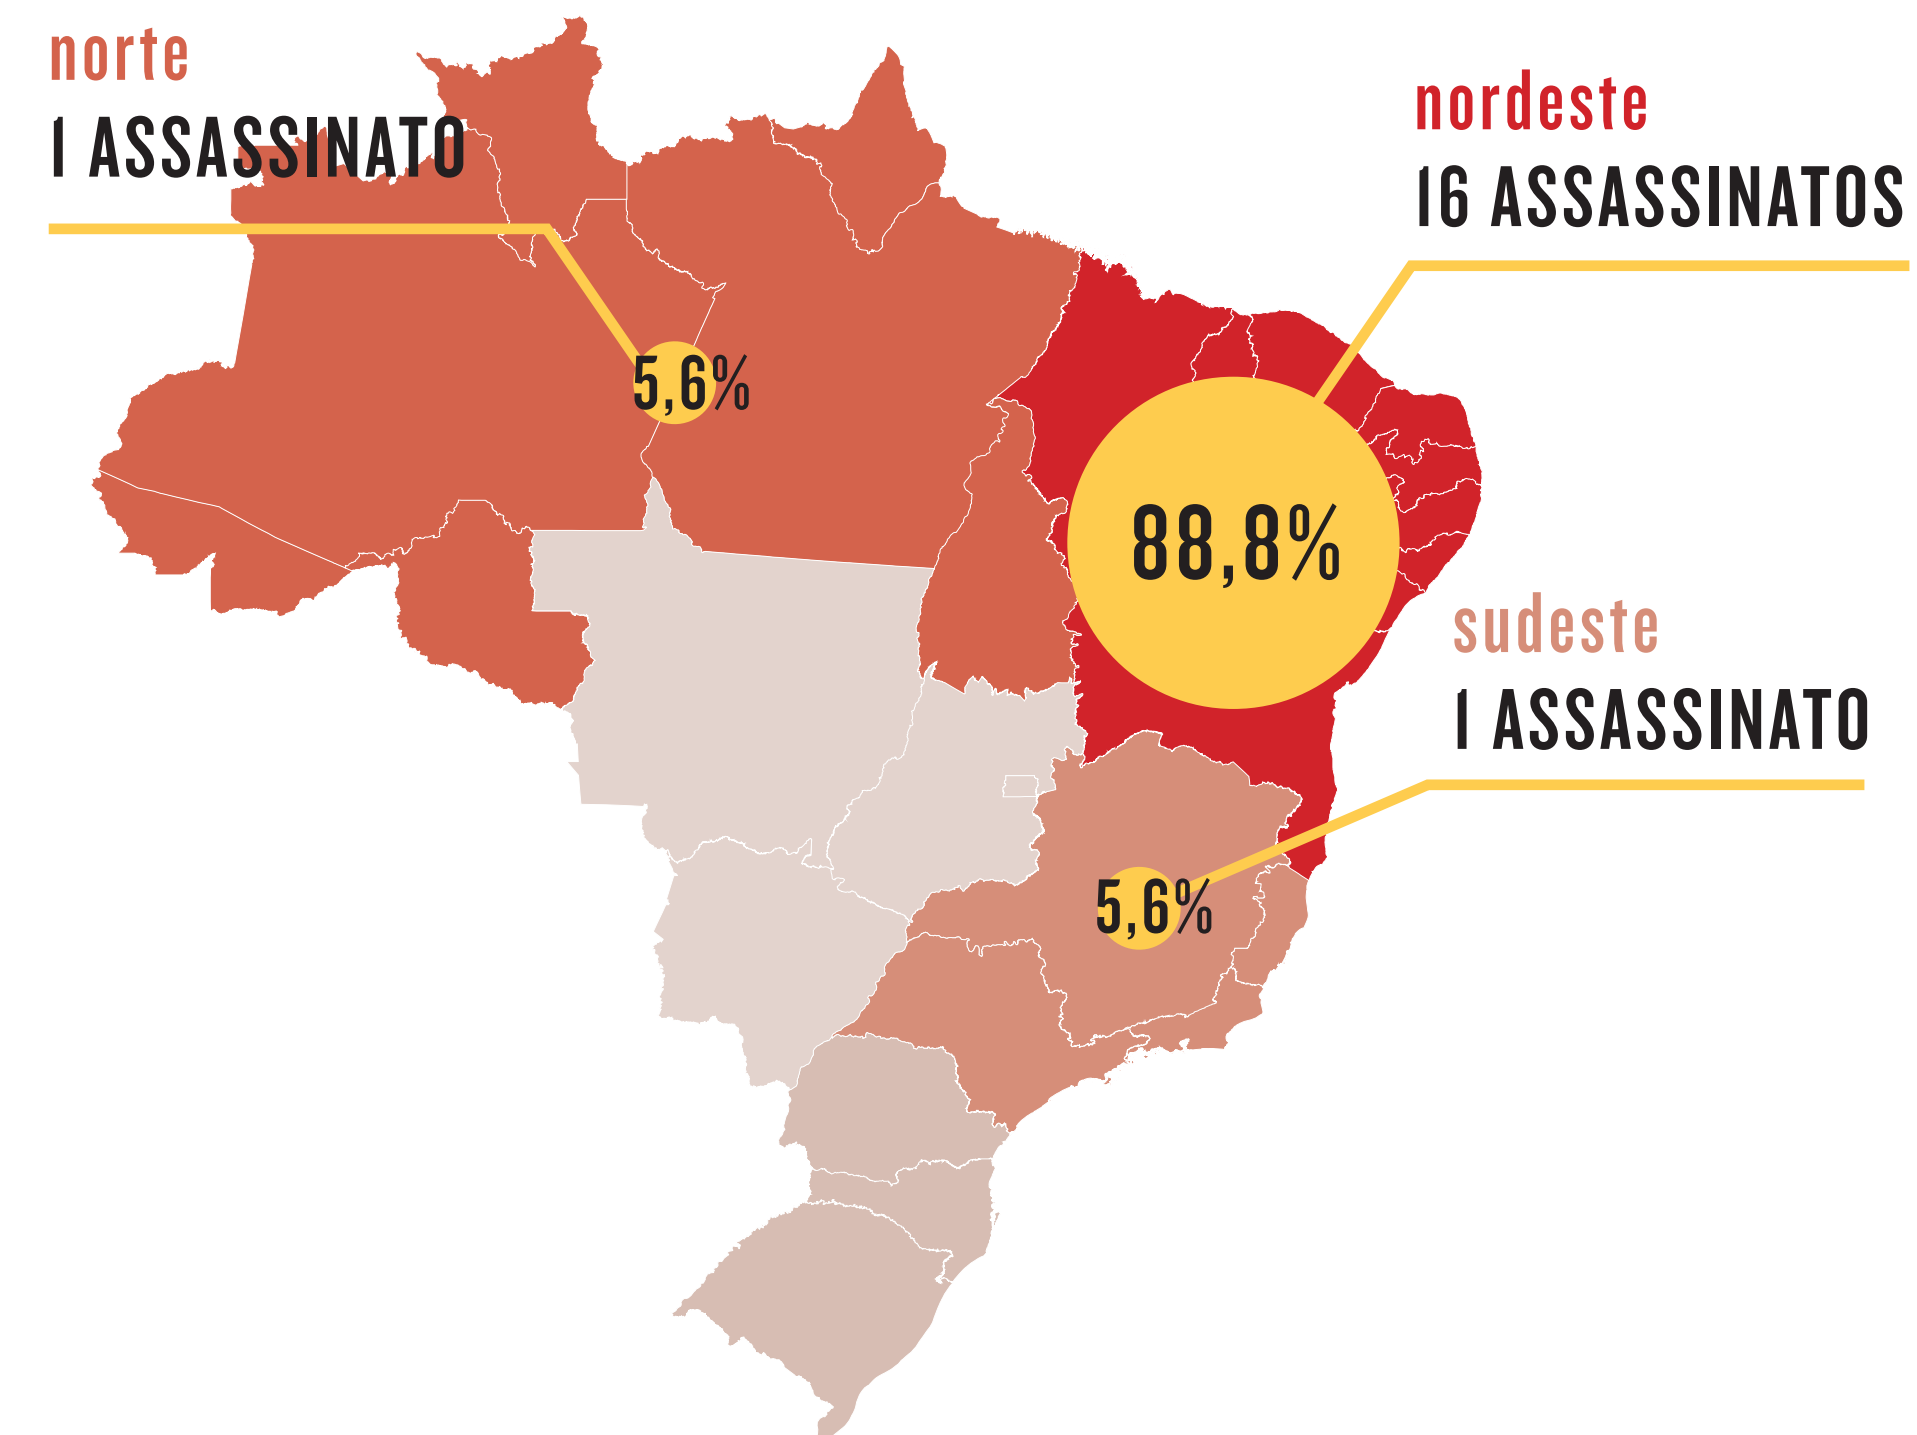 norte
1 ASSASSINATO
5,6%
nordeste
16 ASSASSINATOS
88,8%
sudeste
1 ASSASSINATO
5,6%